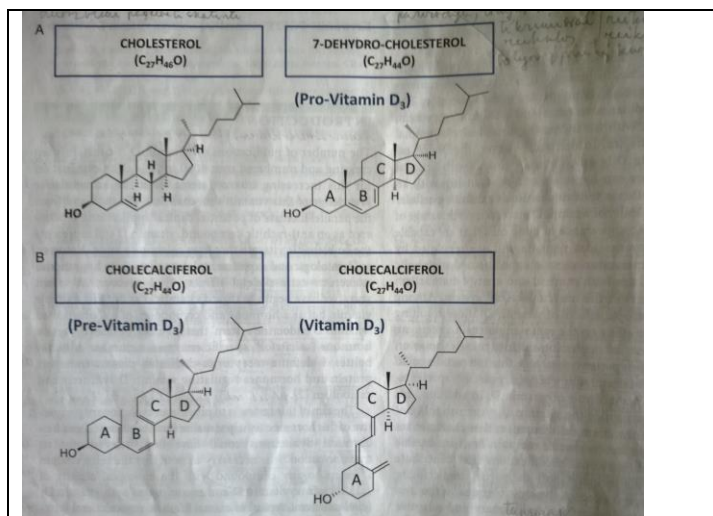 A
CHOLESTEROL
(C₂₇H₄₆O)
7-DEHYDRO-CHOLESTEROL
(C₂₇H₄₄O)
(Pro-Vitamin D₃)
H
H
H
H
HO
H
C D
A B
H
HO
B
CHOLECALCIFEROL
(C₂₇H₄₄O)
CHOLECALCIFEROL
(C₂₇H₄₄O)
(Pre-Vitamin D₃)
(Vitamin D₃)
H
C D
A B
H
HO
H
C D
H
A
HO